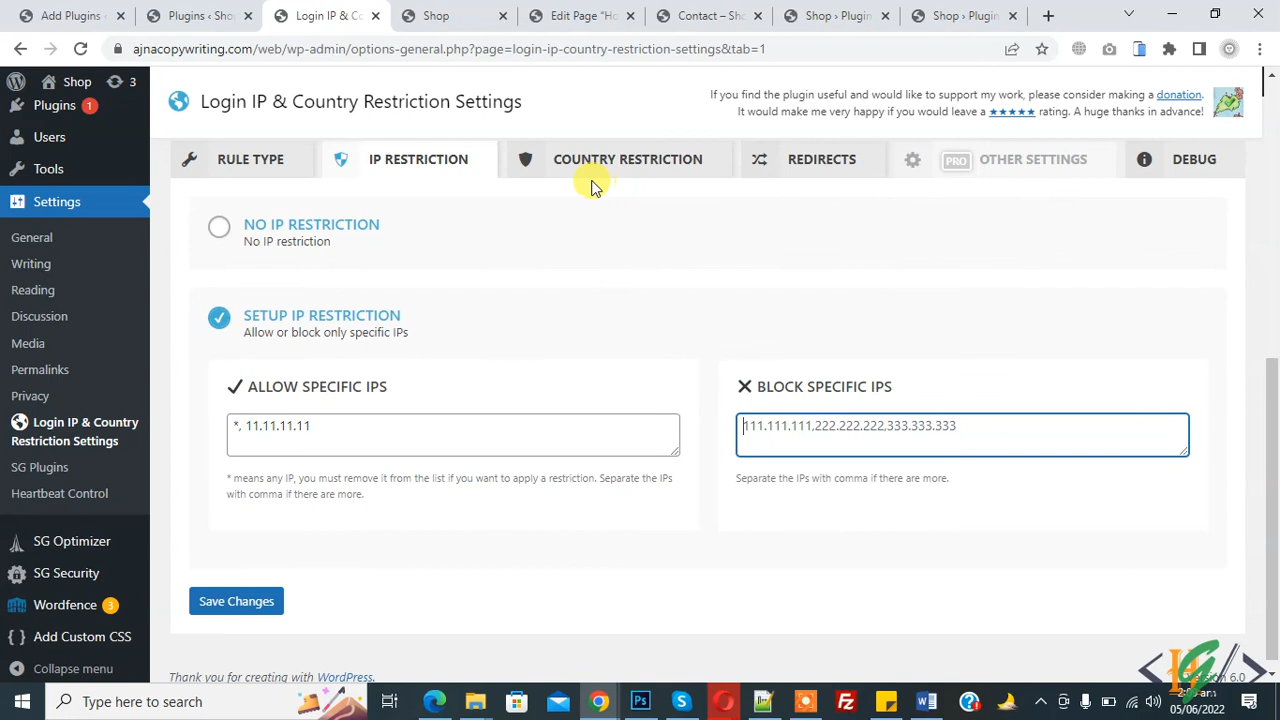 Add Plugins <
Plugins < Shop
Login IP & Co
Shop
Edit Page "Ho
Contact – Sho
Shop › Plugin
Shop › Plugin
ajnacopywriting.com/web/wp-admin/options-general.php?page=login-ip-country-restriction-settings&tab=1
Shop 3
Plugins 1
Users
Tools
Settings
General
Writing
Reading
Discussion
Media
Permalinks
Privacy
Login IP & Country
Restriction Settings
SG Plugins
Heartbeat Control
SG Optimizer
SG Security
Wordfence 3
Add Custom CSS
Collapse menu
Login IP & Country Restriction Settings
If you find the plugin useful and would like to support my work, please consider making a donation.
It would make me very happy if you would leave a ★★★★★ rating. A huge thanks in advance!
RULE TYPE
IP RESTRICTION
COUNTRY RESTRICTION
REDIRECTS
PRO OTHER SETTINGS
DEBUG
NO IP RESTRICTION
No IP restriction
SETUP IP RESTRICTION
Allow or block only specific IPs
ALLOW SPECIFIC IPS
*, 11.11.11.11
* means any IP, you must remove it from the list if you want to apply a restriction. Separate the IPs
with comma if there are more.
BLOCK SPECIFIC IPS
111.111.111,222.222.222,333.333.333
Separate the IPs with comma if there are more.
Save Changes
Thank you for creating with WordPress.
6.0
Type here to search
05/06/2022